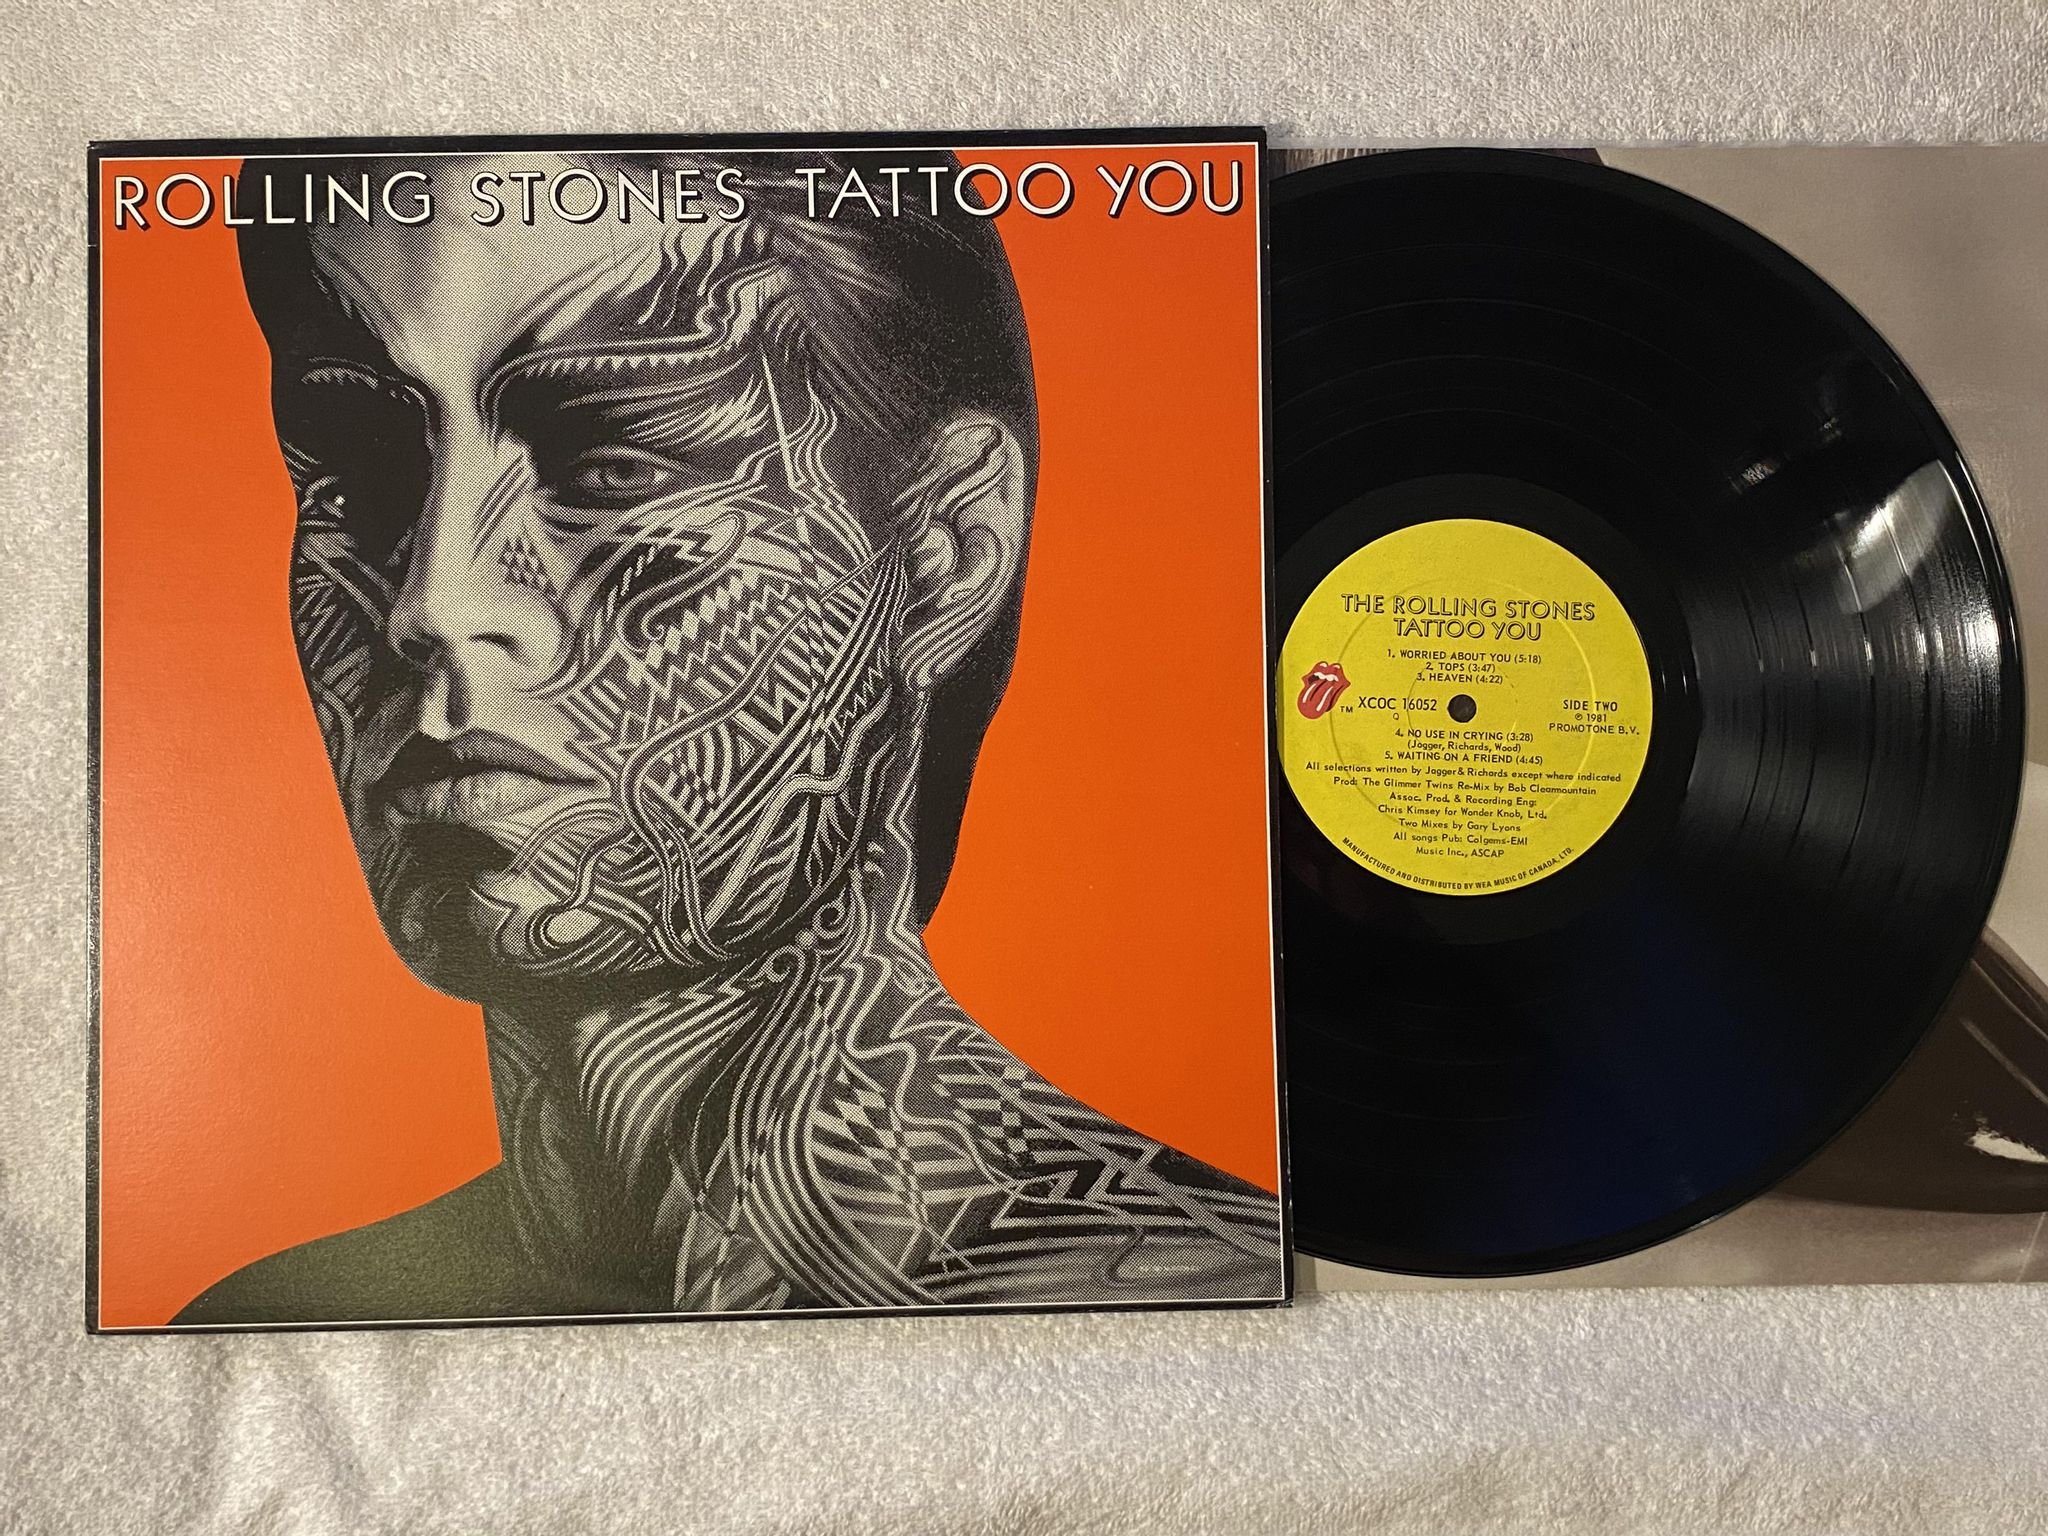 ROLLING STONES TATTOO YOU
THE ROLLING STONES
TATTOO YOU
1. WORRIED ABOUT YOU (5:18)
2. TOPS (3:47)
3. HEAVEN (4:22)
TM XCOC 16052
Q
SIDE TWO
℗ 1981
PROMOTONE B.V.
4. NO USE IN CRYING (3:28)
(Jagger, Richards, Wood)
5. WAITING ON A FRIEND (4:45)
All selections written by Jagger & Richards except where indicated
Prod: The Glimmer Twins Re-Mix by Bob Clearmountain
Assoc. Prod. & Recording Eng:
Chris Kimsey for Wonder Knob, Ltd.
Two Mixes by Gary Lyons
All songs Pub: Colgems-EMI
Music Inc., ASCAP
MANUFACTURED AND DISTRIBUTED BY WEA MUSIC OF CANADA, LTD.